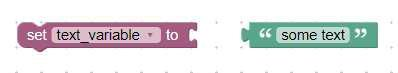 set text_variable to “ some text ”